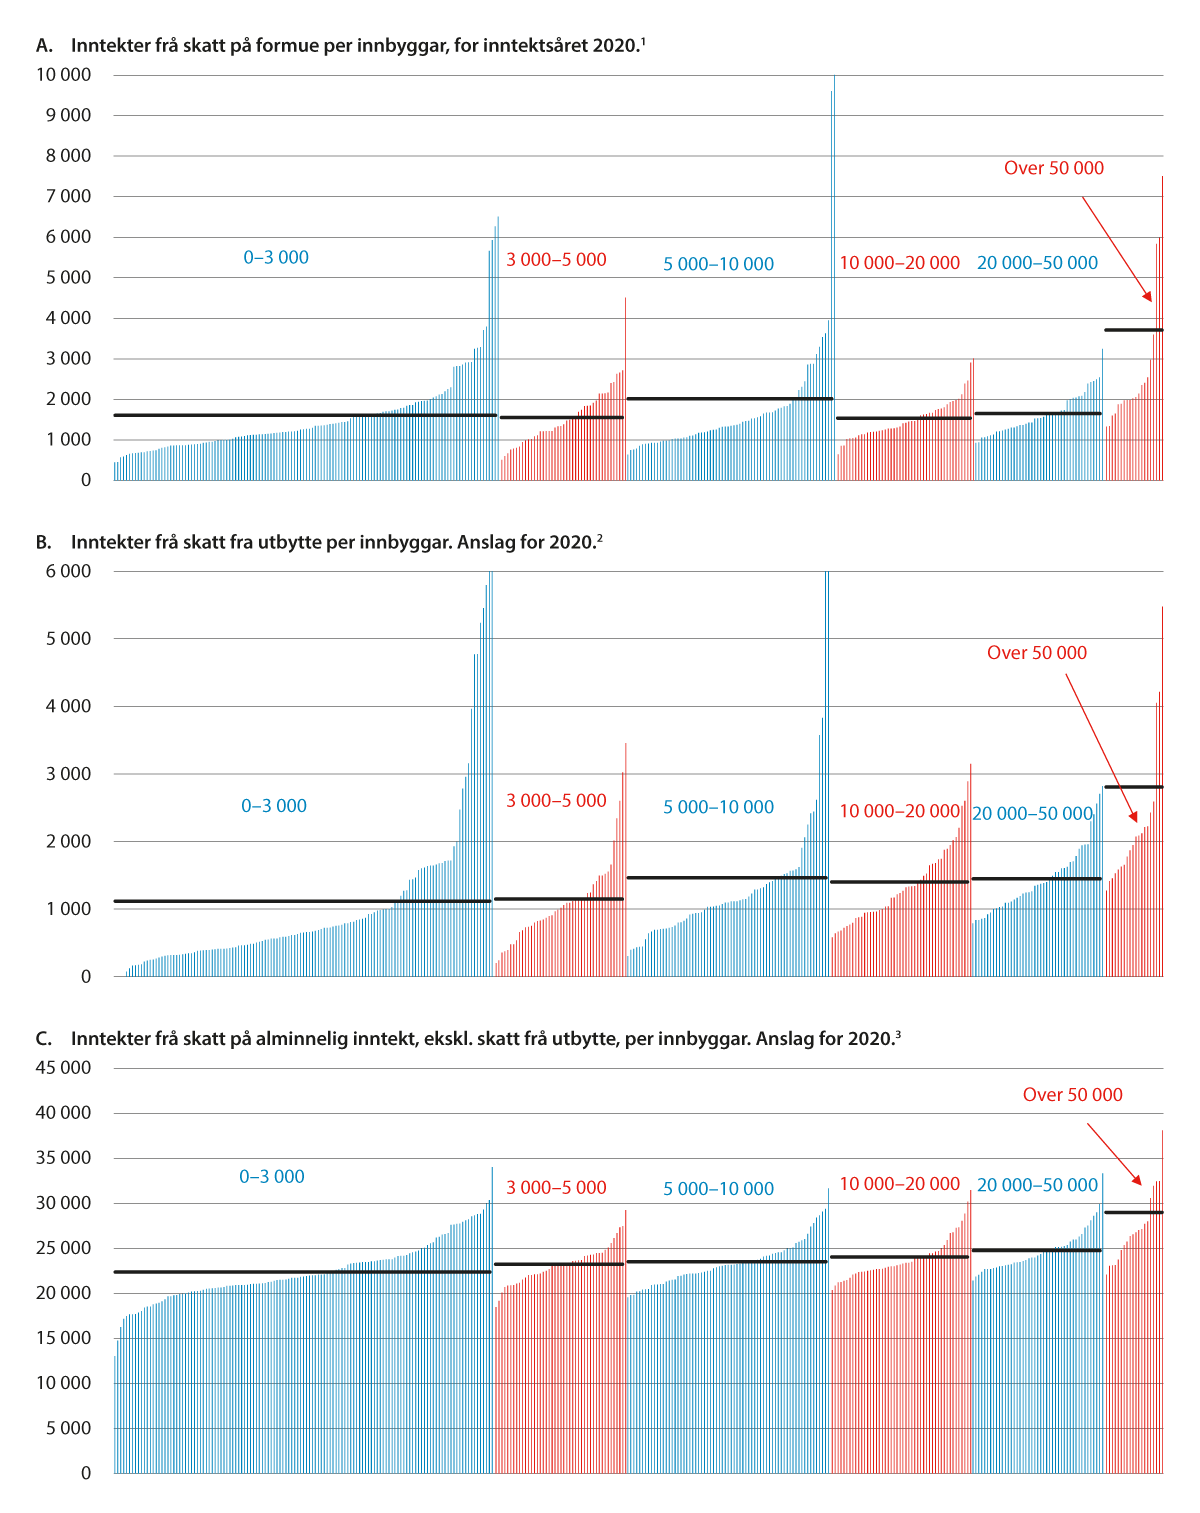 A. Inntekter frå skatt på formue per innbyggar, for inntektsåret 2020.¹
10 000
9 000
8 000
7 000
6 000
5 000
4 000
3 000
2 000
1 000
0
0–3 000
3 000–5 000
5 000–10 000
10 000–20 000
20 000–50 000
Over 50 000
B. Inntekter frå skatt fra utbytte per innbyggar. Anslag for 2020.²
6 000
5 000
4 000
3 000
2 000
1 000
0
0–3 000
3 000–5 000
5 000–10 000
10 000–20 000
20 000–50 000
Over 50 000
C. Inntekter frå skatt på alminnelig inntekt, ekskl. skatt frå utbytte, per innbyggar. Anslag for 2020.³
45 000
40 000
35 000
30 000
25 000
20 000
15 000
10 000
5 000
0
0–3 000
3 000–5 000
5 000–10 000
10 000–20 000
20 000–50 000
Over 50 000